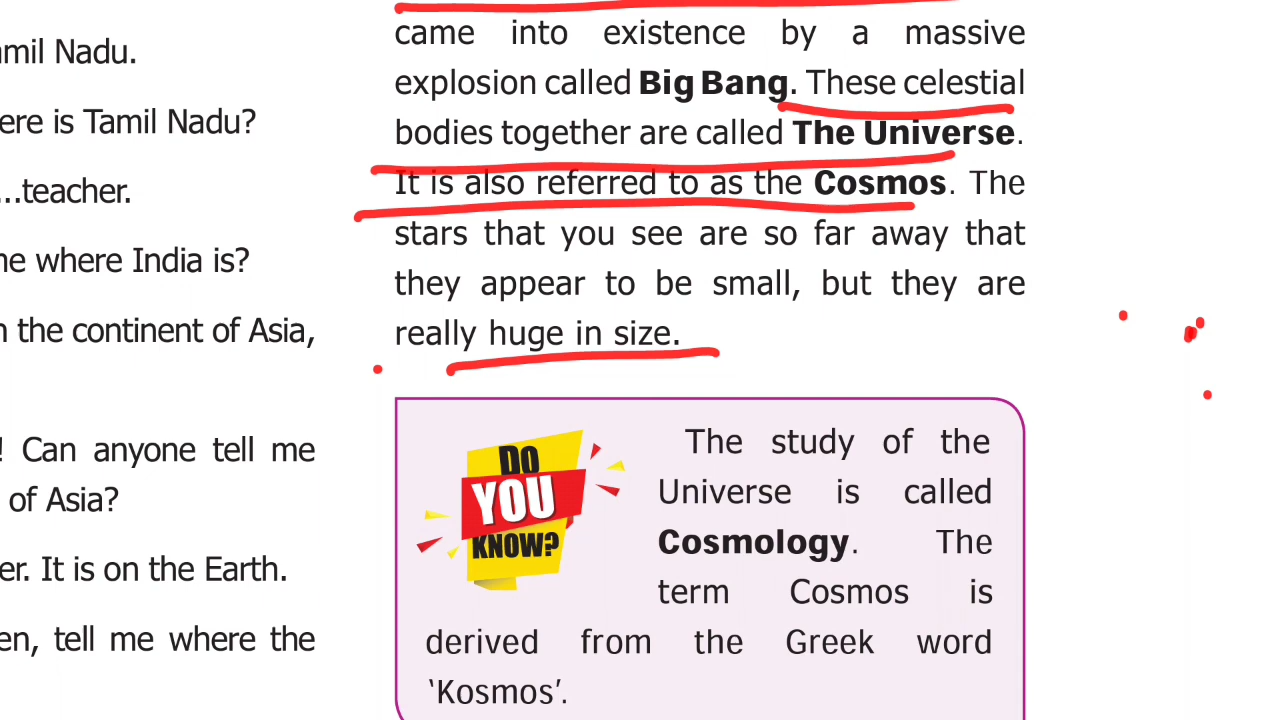 amil Nadu.
ere is Tamil Nadu?
...teacher.
ne where India is?
n the continent of Asia,
! Can anyone tell me
of Asia?
er. It is on the Earth.
en, tell me where the
came into existence by a massive
explosion called Big Bang. These celestial
bodies together are called The Universe.
It is also referred to as the Cosmos. The
stars that you see are so far away that
they appear to be small, but they are
really huge in size.
DO
YOU
KNOW?
The study of the
Universe is called
Cosmology. The
term Cosmos is
derived from the Greek word
‘Kosmos’.